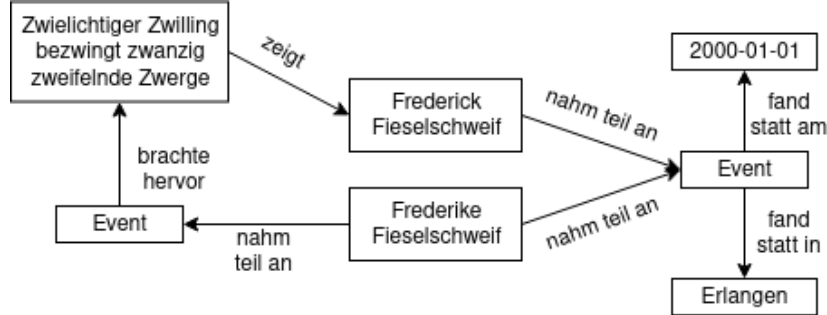 Zwielichtiger Zwilling
bezwingt zwanzig
zweifelnde Zwerge
zeigt
Frederick
Fieselschweif
nahm teil an
2000-01-01
fand
statt am
Event
brachte
hervor
Event
nahm
teil an
Frederike
Fieselschweif
nahm teil an
fand
statt in
Erlangen